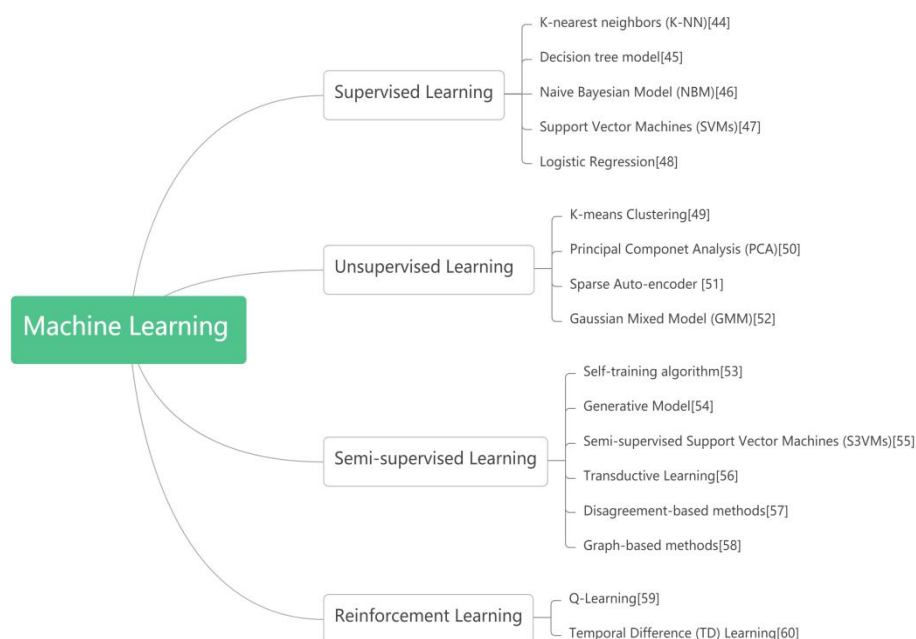 Machine Learning
Supervised Learning
K-nearest neighbors (K-NN)[44]
Decision tree model[45]
Naive Bayesian Model (NBM)[46]
Support Vector Machines (SVMs)[47]
Logistic Regression[48]
Unsupervised Learning
K-means Clustering[49]
Principal Componet Analysis (PCA)[50]
Sparse Auto-encoder [51]
Gaussian Mixed Model (GMM)[52]
Semi-supervised Learning
Self-training algorithm[53]
Generative Model[54]
Semi-supervised Support Vector Machines (S3VMs)[55]
Transductive Learning[56]
Disagreement-based methods[57]
Graph-based methods[58]
Reinforcement Learning
Q-Learning[59]
Temporal Difference (TD) Learning[60]